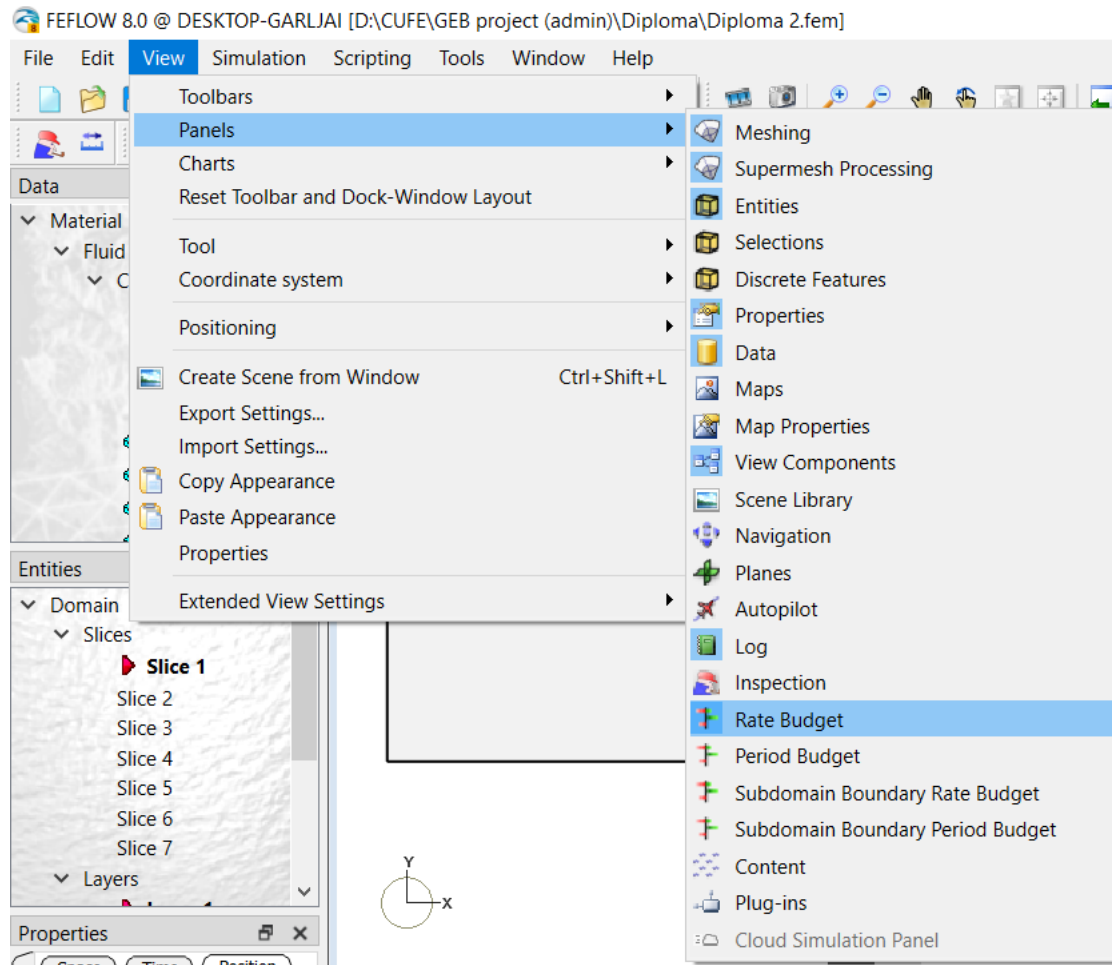 FEFLOW 8.0 @ DESKTOP-GARLJAI [D:\CUFE\GEB project (admin)\Diploma\Diploma 2.fem]
File Edit View Simulation Scripting Tools Window Help
Toolbars
Panels
Charts
Reset Toolbar and Dock-Window Layout
Tool
Coordinate system
Positioning
Create Scene from Window Ctrl+Shift+L
Export Settings...
Import Settings...
Copy Appearance
Paste Appearance
Properties
Extended View Settings
Meshing
Supermesh Processing
Entities
Selections
Discrete Features
Properties
Data
Maps
Map Properties
View Components
Scene Library
Navigation
Planes
Autopilot
Log
Inspection
Rate Budget
Period Budget
Subdomain Boundary Rate Budget
Subdomain Boundary Period Budget
Content
Plug-ins
Cloud Simulation Panel
Data
Material
Fluid
C
Entities
Domain
Slices
Slice 1
Slice 2
Slice 3
Slice 4
Slice 5
Slice 6
Slice 7
Layers
Properties
Y
X